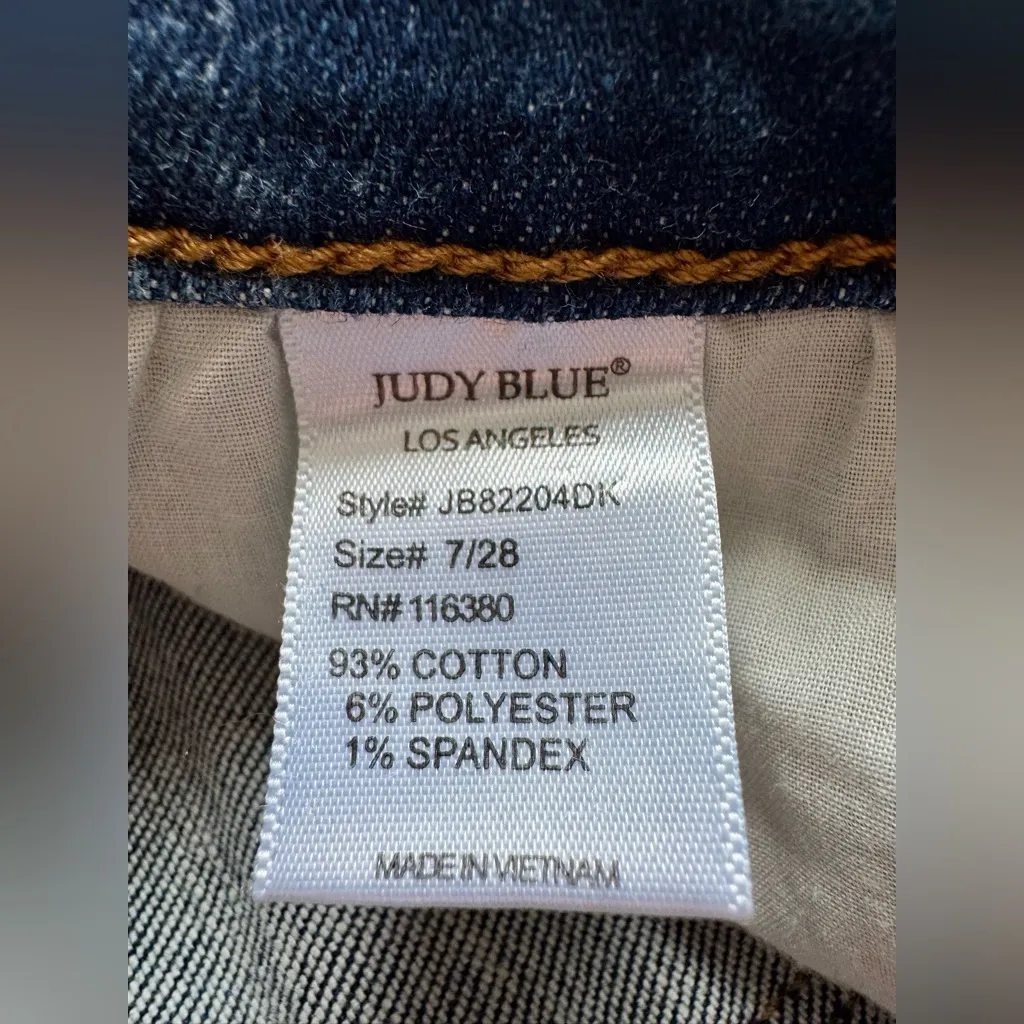 JUDY BLUE®
LOS ANGELES
Style# JB82204DK
Size# 7/28
RN# 116380
93% COTTON
6% POLYESTER
1% SPANDEX
MADE IN VIETNAM